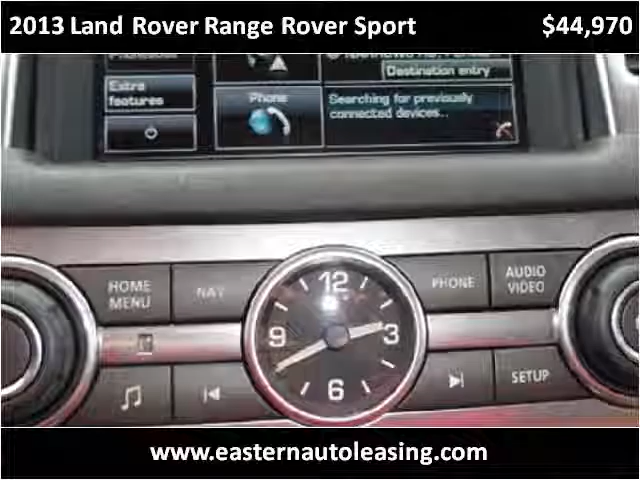 2013 Land Rover Range Rover Sport $44,970
Destination entry
Extra
features
Phone
Searching for previously
connected devices..
HOME
MENU
NAV
12
9
3
6
PHONE
AUDIO
VIDEO
SETUP
www.easternautoleasing.com